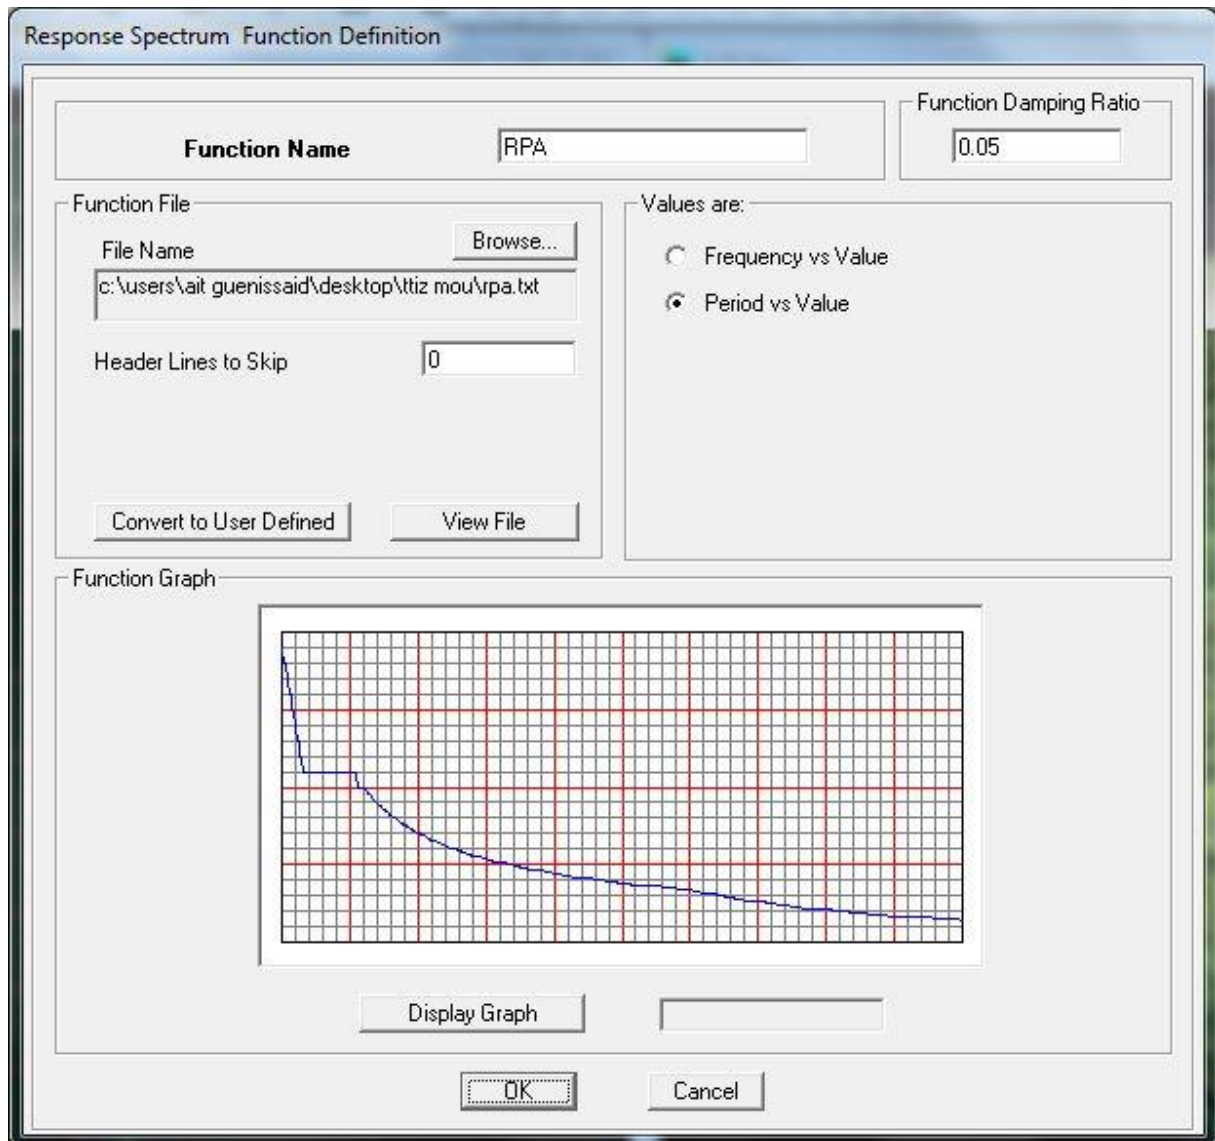 Response Spectrum Function Definition
Function Damping Ratio
Function Name
RPA
0.05
Function File
Values are:
File Name
Browse...
Frequency vs Value
c:\users\ait guenissaid\desktop\ttiz mou\rpa.txt
Period vs Value
Header Lines to Skip
0
Convert to User Defined
View File
Function Graph
Display Graph
OK
Cancel